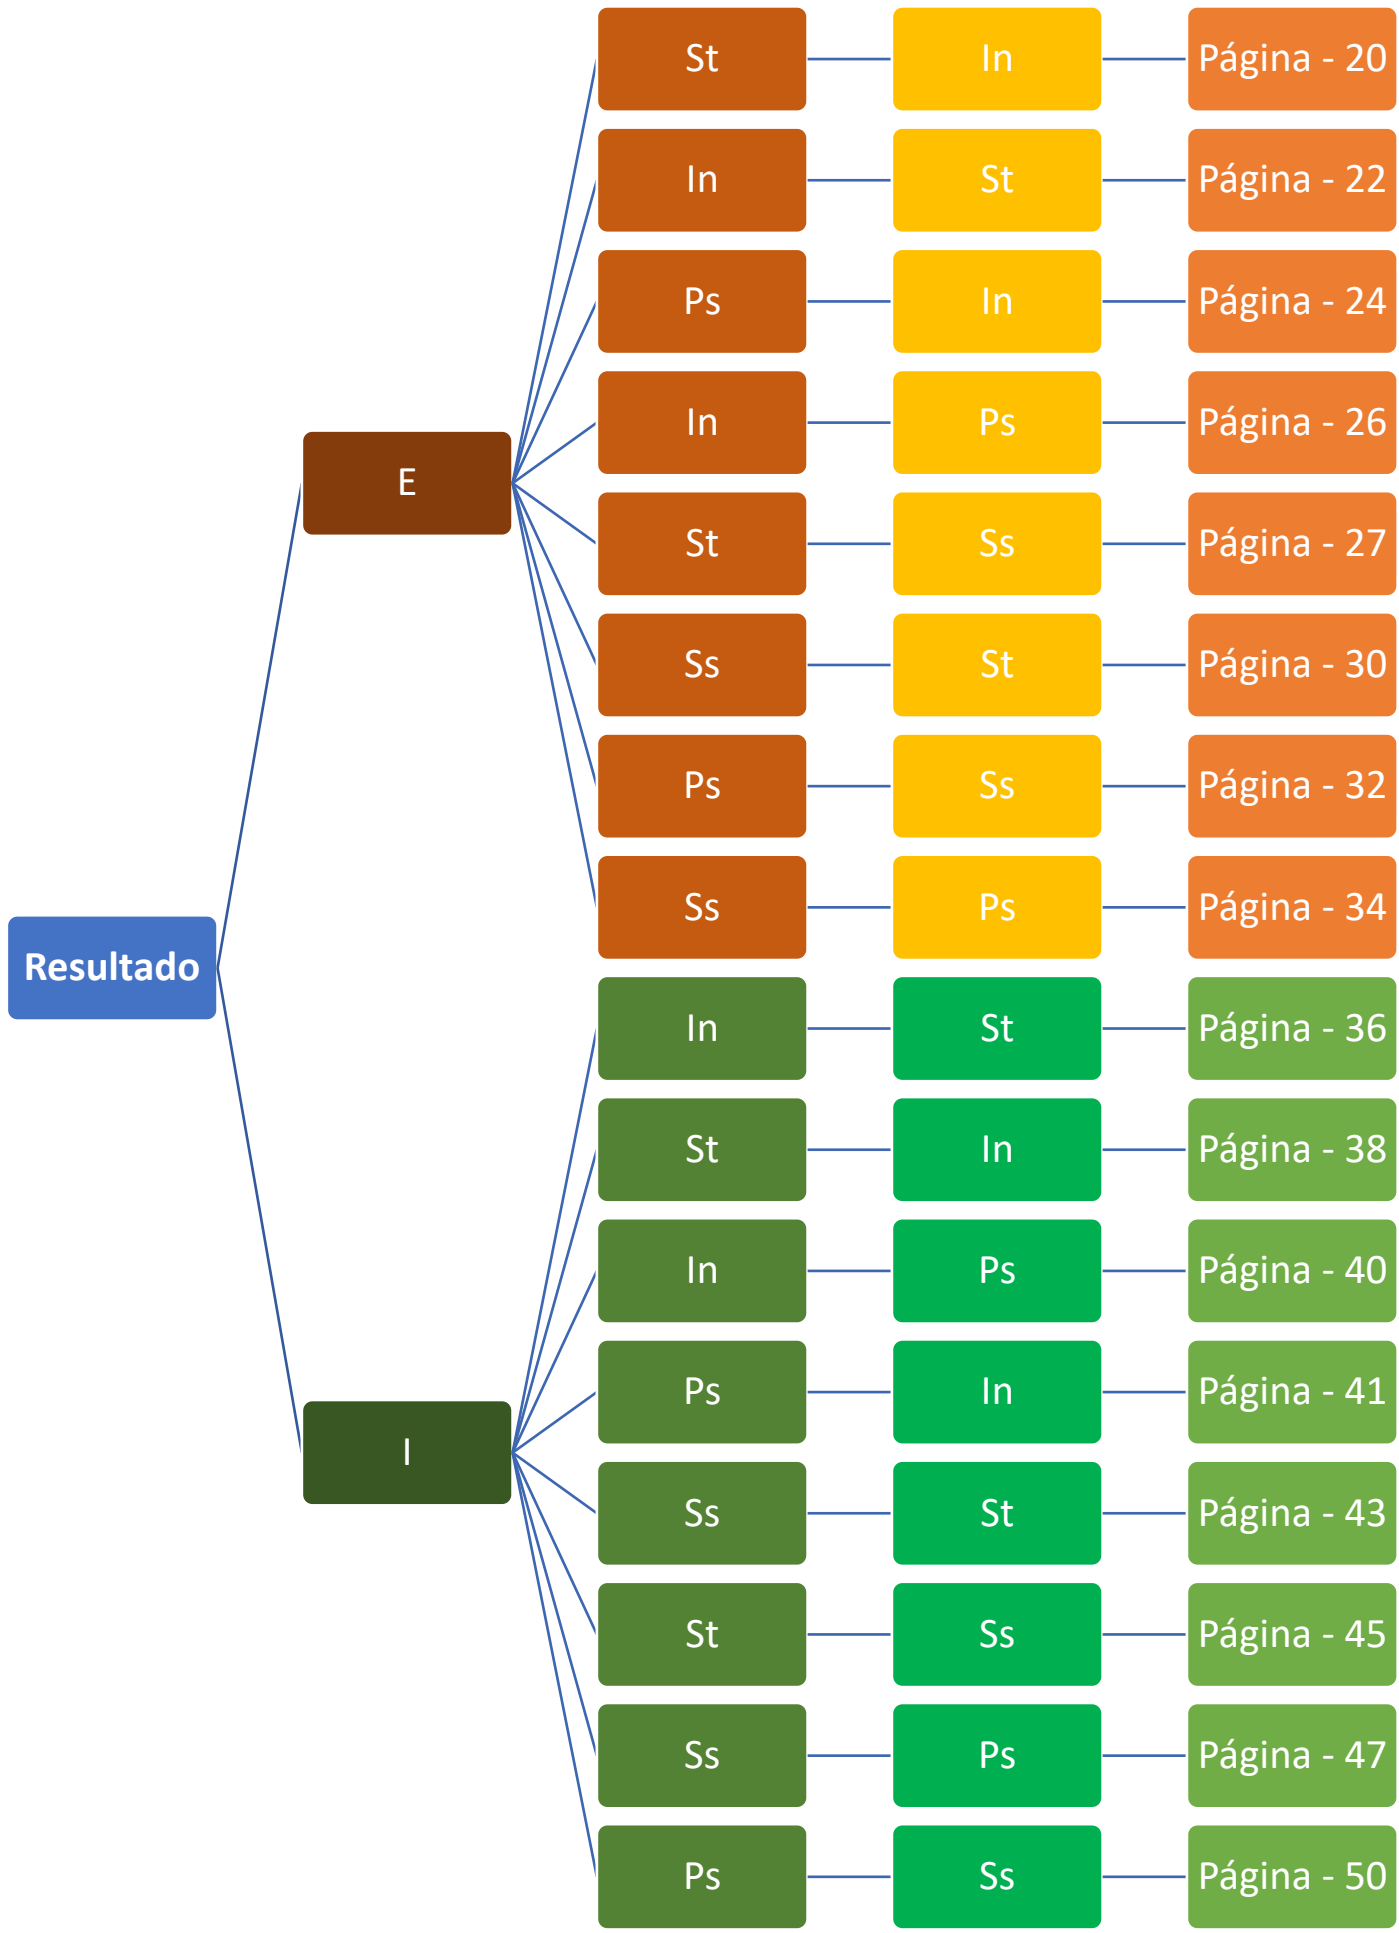 Resultado
E
St In Página - 20
In St Página - 22
Ps In Página - 24
In Ps Página - 26
St Ss Página - 27
Ss St Página - 30
Ps Ss Página - 32
Ss Ps Página - 34
I
In St Página - 36
St In Página - 38
In Ps Página - 40
Ps In Página - 41
Ss St Página - 43
St Ss Página - 45
Ss Ps Página - 47
Ps Ss Página - 50